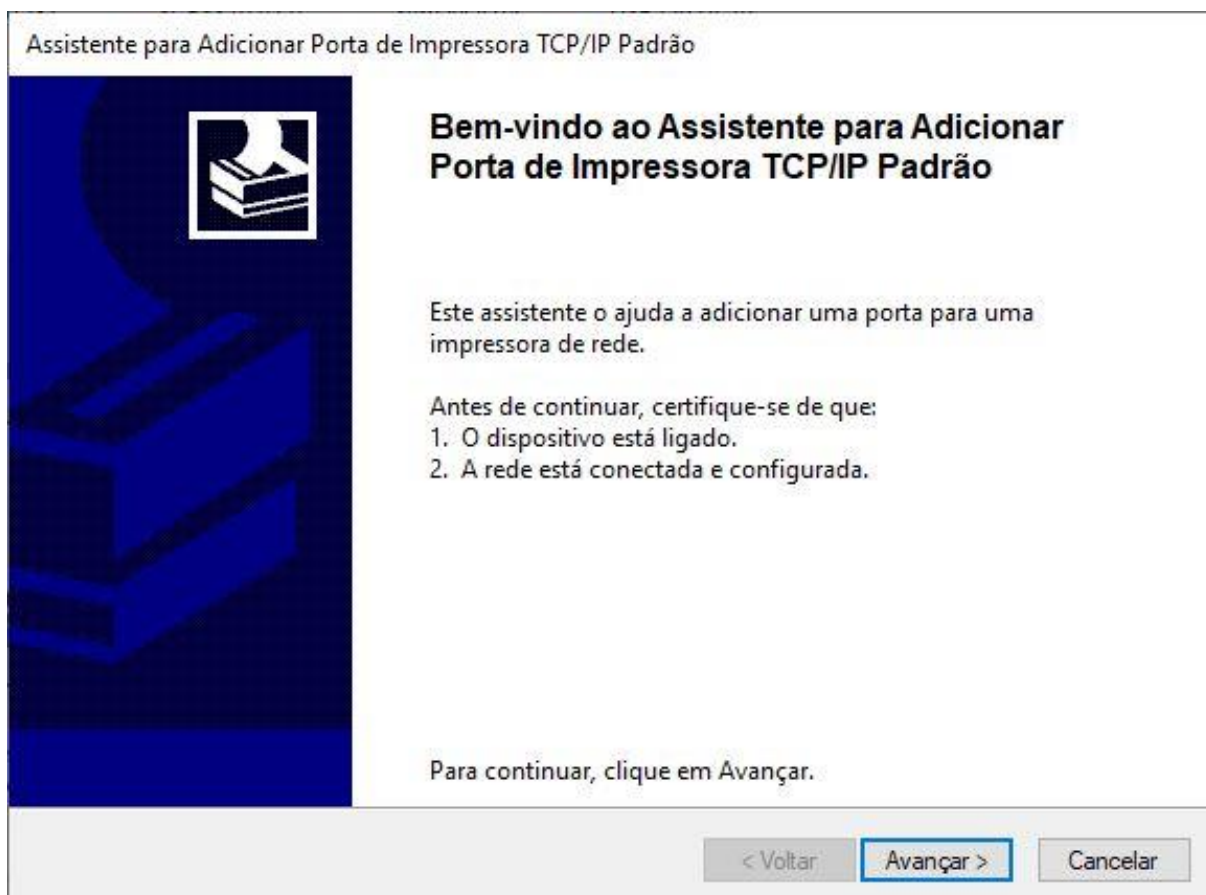 Assistente para Adicionar Porta de Impressora TCP/IP Padrão
Bem-vindo ao Assistente para Adicionar
Porta de Impressora TCP/IP Padrão
Este assistente o ajuda a adicionar uma porta para uma
impressora de rede.
Antes de continuar, certifique-se de que:
1. O dispositivo está ligado.
2. A rede está conectada e configurada.
Para continuar, clique em Avançar.
< Voltar
Avançar >
Cancelar